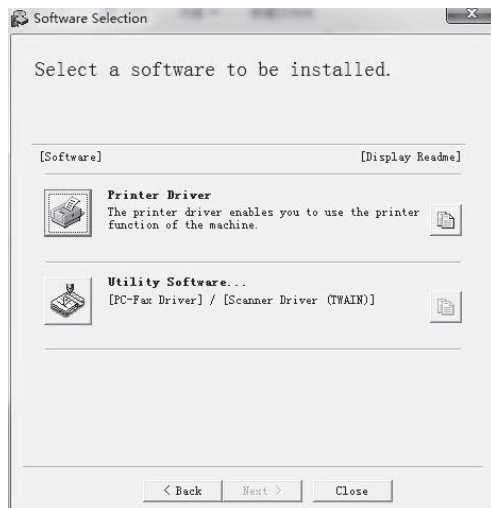 Software Selection
Select a software to be installed.
[Software] [Display Readme]
Printer Driver
The printer driver enables you to use the printer
function of the machine.
Utility Software...
[PC-Fax Driver] / [Scanner Driver (TWAIN)]
< Back Next > Close